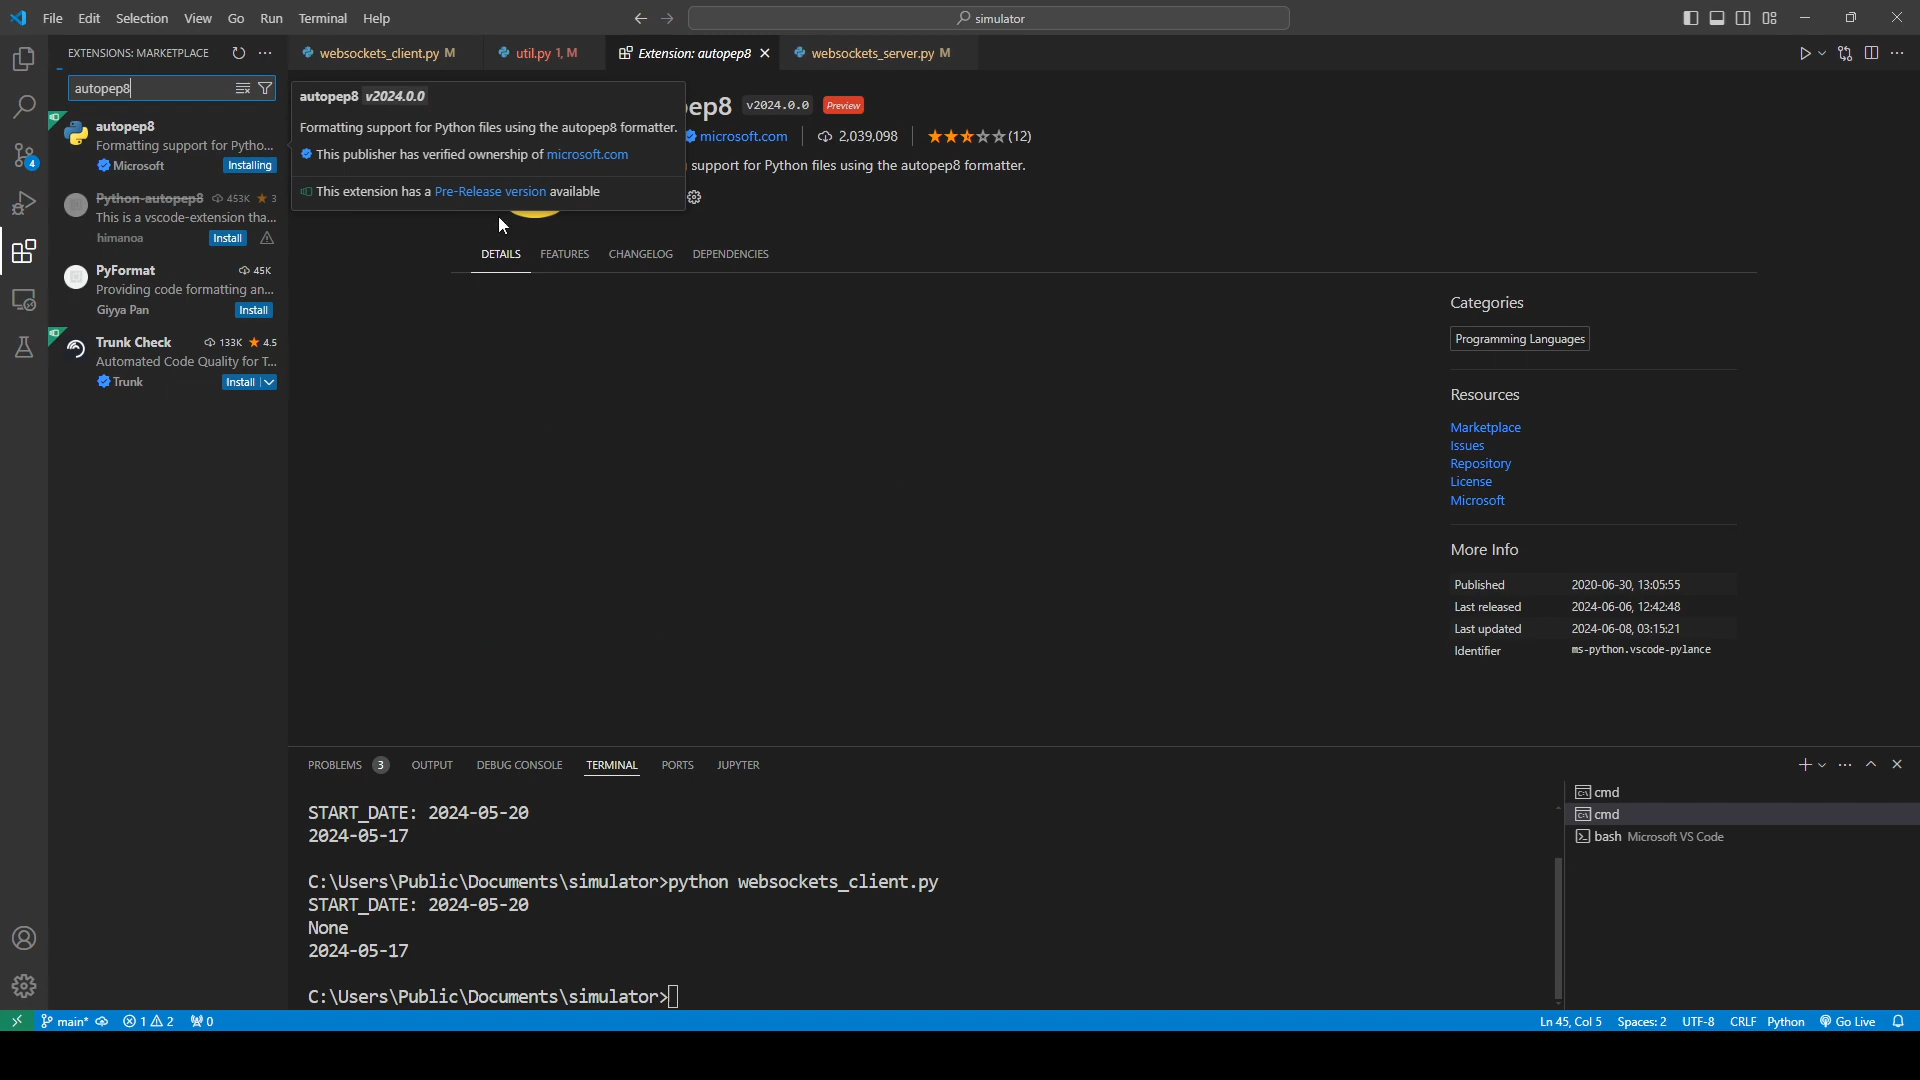 File Edit Selection View Go Run Terminal Help
simulator
EXTENSIONS: MARKETPLACE
websockets_client.py M
util.py 1, M
Extension: autopep8
websockets_server.py M
autopep8
autopep8
Formatting support for Pytho...
Microsoft Installing
Python-autopep8 453K 3
This is a vscode-extension tha...
himanoa Install
PyFormat 45K
Providing code formatting an...
Giyya Pan Install
Trunk Check 133K 4.5
Automated Code Quality for T...
Trunk Install
autopep8 v2024.0.0
Formatting support for Python files using the autopep8 formatter.
This publisher has verified ownership of microsoft.com
This extension has a Pre-Release version available
pep8 v2024.0.0 Preview
microsoft.com 2,039,098 (12)
support for Python files using the autopep8 formatter.
DETAILS FEATURES CHANGELOG DEPENDENCIES
Categories
Programming Languages
Resources
Marketplace
Issues
Repository
License
Microsoft
More Info
Published 2020-06-30, 13:05:55
Last released 2024-06-06, 12:42:48
Last updated 2024-06-08, 03:15:21
Identifier ms-python.vscode-pylance
PROBLEMS 3 OUTPUT DEBUG CONSOLE TERMINAL PORTS JUPYTER
START_DATE: 2024-05-20
2024-05-17
C:\Users\Public\Documents\simulator>python websockets_client.py
START_DATE: 2024-05-20
None
2024-05-17
C:\Users\Public\Documents\simulator>
cmd
cmd
bash Microsoft VS Code
4
main* 1 2 0
Ln 45, Col 5 Spaces: 2 UTF-8 CRLF Python Go Live